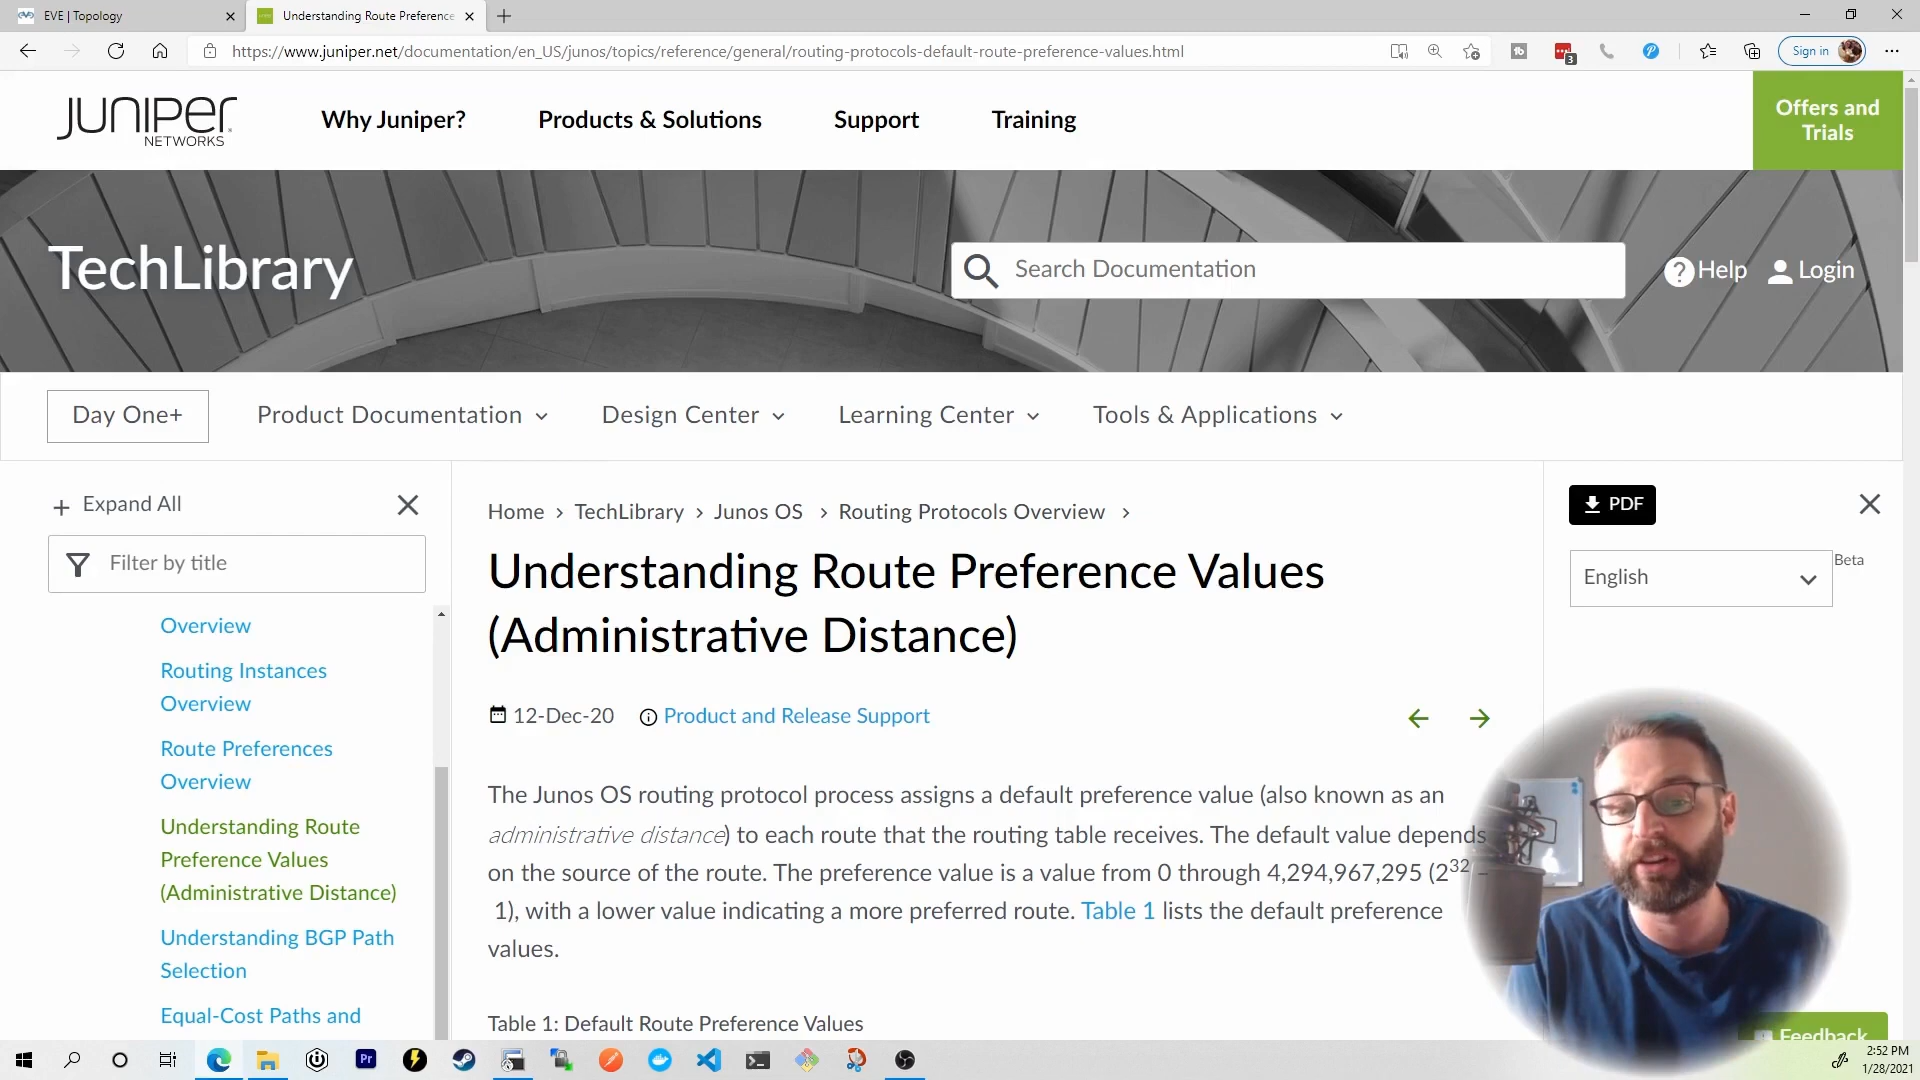 EVE | Topology
Understanding Route Preference
https://www.juniper.net/documentation/en_US/junos/topics/reference/general/routing-protocols-default-route-preference-values.html
3
Sign in
JUNIPER
NETWORKS
Why Juniper?
Products & Solutions
Support
Training
Offers and
Trials
TechLibrary
Search Documentation
Help
Login
Day One+
Product Documentation
Design Center
Learning Center
Tools & Applications
Expand All
Filter by title
Overview
Routing Instances
Overview
Route Preferences
Overview
Understanding Route
Preference Values
(Administrative Distance)
Understanding BGP Path
Selection
Equal-Cost Paths and
Home > TechLibrary > Junos OS > Routing Protocols Overview >
Understanding Route Preference Values
(Administrative Distance)
12-Dec-20
Product and Release Support
The Junos OS routing protocol process assigns a default preference value (also known as an
administrative distance) to each route that the routing table receives. The default value depends
on the source of the route. The preference value is a value from 0 through 4,294,967,295 (2³² –
1), with a lower value indicating a more preferred route. Table 1 lists the default preference
values.
Table 1: Default Route Preference Values
PDF
English
Beta
Feedback
Pr
2:52 PM
1/28/2021